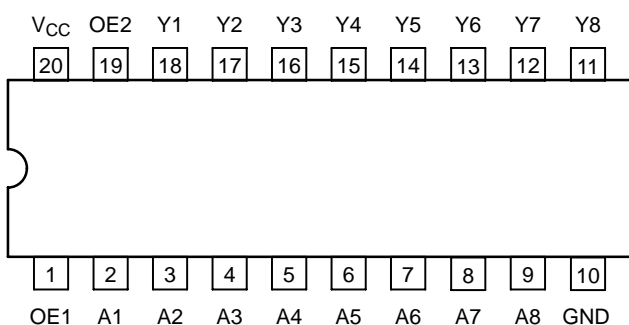 V_CC OE2 Y1 Y2 Y3 Y4 Y5 Y6 Y7 Y8
20 19 18 17 16 15 14 13 12 11
1 2 3 4 5 6 7 8 9 10
OE1 A1 A2 A3 A4 A5 A6 A7 A8 GND